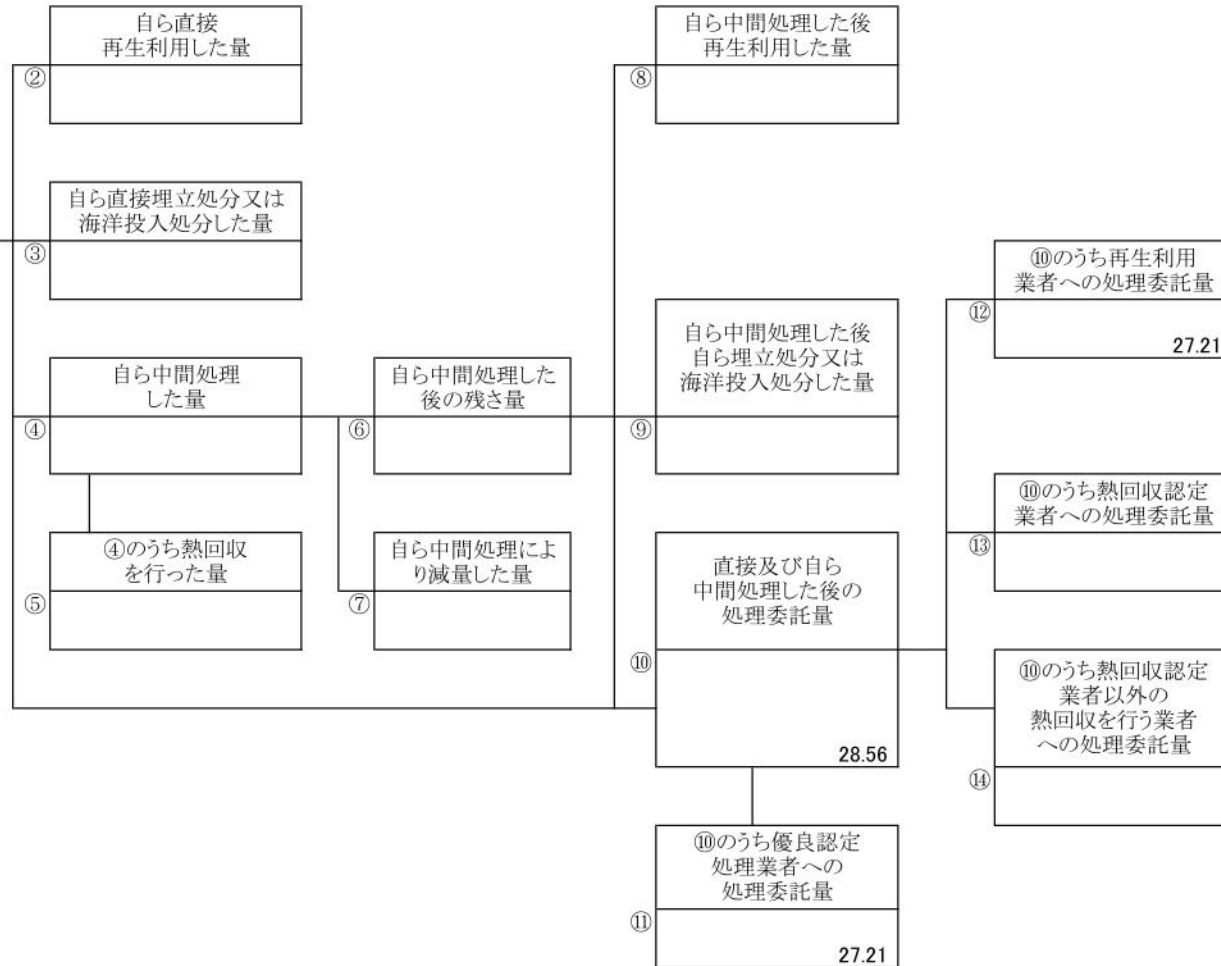 自ら直接
再生利用した量
②
自ら中間処理した後
再生利用した量
⑧
自ら直接埋立処分又は
海洋投入処分した量
③
⑩のうち再生利用
業者への処理委託量
⑫
27.21
自ら中間処理
した量
④
自ら中間処理した
後の残さ量
⑥
自ら中間処理した後
自ら埋立処分又は
海洋投入処分した量
⑨
⑩のうち熱回収認定
業者への処理委託量
⑬
④のうち熱回収
を行った量
⑤
自ら中間処理によ
り減量した量
⑦
直接及び自ら
中間処理した後の
処理委託量
⑩
28.56
⑩のうち熱回収認定
業者以外の
熱回収を行う業者
への処理委託量
⑭
⑩のうち優良認定
処理業者への
処理委託量
⑪
27.21